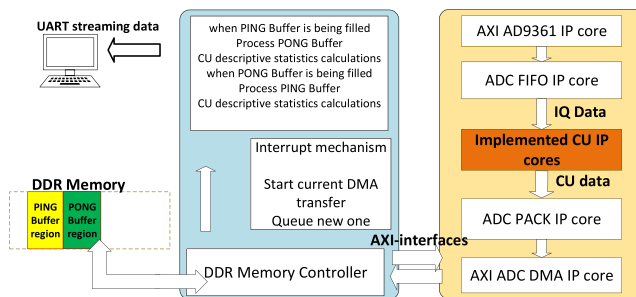 UART streaming data
when PING Buffer is being filled
Process PONG Buffer
CU descriptive statistics calculations
when PONG Buffer is being filled
Process PING Buffer
CU descriptive statistics calculations
Interrupt mechanism
Start current DMA
transfer
Queue new one
DDR Memory
PING
Buffer
region
PONG
Buffer
region
DDR Memory Controller
AXI-interfaces
AXI AD9361 IP core
ADC FIFO IP core
IQ Data
Implemented CU IP
cores
CU data
ADC PACK IP core
AXI ADC DMA IP core